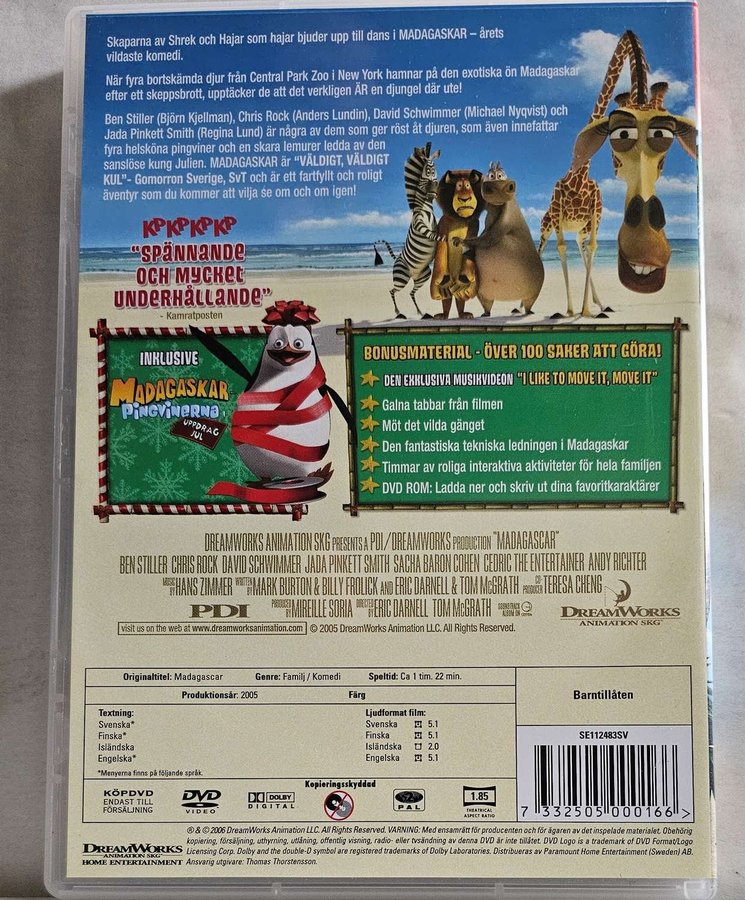 Skaparna av Shrek och Hajar som hajar bjuder upp till dans i MADAGASKAR – årets
vildaste komedi.
När fyra bortskämda djur från Central Park Zoo i New York hamnar på den exotiska ön Madagaskar
efter ett skeppsbrott, upptäcker de att det verkligen ÄR en djungel där ute!
Ben Stiller (Björn Kjellman), Chris Rock (Anders Lundin), David Schwimmer (Michael Nyqvist) och
Jada Pinkett Smith (Regina Lund) är några av dem som ger röst åt djuren, som även innefattar
fyra helsköna pingviner och en skara lemurer ledda av den
sanslöse kung Julien. MADAGASKAR är "VÄLDIGT, VÄLDIGT
KUL"- Gomorron Sverige, SvT och är ett fartfyllt och roligt
äventyr som du kommer att vilja se om och om igen!
KP KP KP KP
"SPÄNNANDE
OCH MYCKET
UNDERHÅLLANDE"
- Kamratposten
INKLUSIVE
MADAGASKAR
PINGVINERNA
UPPDRAG
JUL
BONUSMATERIAL - ÖVER 100 SAKER ATT GÖRA!
DEN EXKLUSIVA MUSIKVIDEON "I LIKE TO MOVE IT, MOVE IT"
Galna tabbar från filmen
Möt det vilda gänget
Den fantastiska tekniska ledningen i Madagaskar
Timmar av roliga interaktiva aktiviteter för hela familjen
DVD ROM: Ladda ner och skriv ut dina favoritkaraktärer
DREAMWORKS ANIMATION SKG PRESENTS A PDI/DREAMWORKS PRODUCTION "MADAGASCAR"
BEN STILLER CHRIS ROCK DAVID SCHWIMMER JADA PINKETT SMITH SACHA BARON COHEN CEDRIC THE ENTERTAINER ANDY RICHTER
MUSIC BY HANS ZIMMER WRITTEN BY MARK BURTON & BILLY FROLICK AND ERIC DARNELL & TOM McGRATH CO-PRODUCER TERESA CHENG
PDI PRODUCED BY MIREILLE SORIA DIRECTED BY ERIC DARNELL TOM McGRATH SOUNDTRACK ALBUM ON
DREAMWORKS
ANIMATION SKG
visit us on the web at www.dreamworksanimation.com
© 2005 DreamWorks Animation LLC. All Rights Reserved.
Originaltitel: Madagascar Genre: Familj / Komedi Speltid: Ca 1 tim. 22 min.
Produktionsår: 2005 Färg
Barntillåten
Textning: Ljudformat film:
Svenska* Svenska 5.1
Finska* Finska 5.1
Isländska Isländska 2.0
Engelska* Engelska 5.1
*Menyerna finns på följande språk.
SE112483SV
KÖPDVD
ENDAST TILL
FÖRSÄLJNING
DVD
VIDEO
DOLBY
DIGITAL
Kopieringsskyddad
PAL
1.85
THEATRICAL
ASPECT RATIO
7 332505 000166 >
DREAMWORKS
ANIMATION SKG
HOME ENTERTAINMENT
® & © 2006 DreamWorks Animation LLC. All Rights Reserved. VARNING: Med ensamrätt för producenten och för ägaren av det inspelade materialet. Obehörig
kopiering, försäljning, uthyrning, utlåning, offentlig visning, radio- eller tvsändning av denna DVD är inte tillåten. DVD Logo is a trademark of DVD Format/Logo
Licensing Corp. Dolby and the double-D symbol are registered trademarks of Dolby Laboratories. Distribueras av Paramount Home Entertainment (Sweden) AB.
Ansvarig utgivare: Thomas Thorstensson.